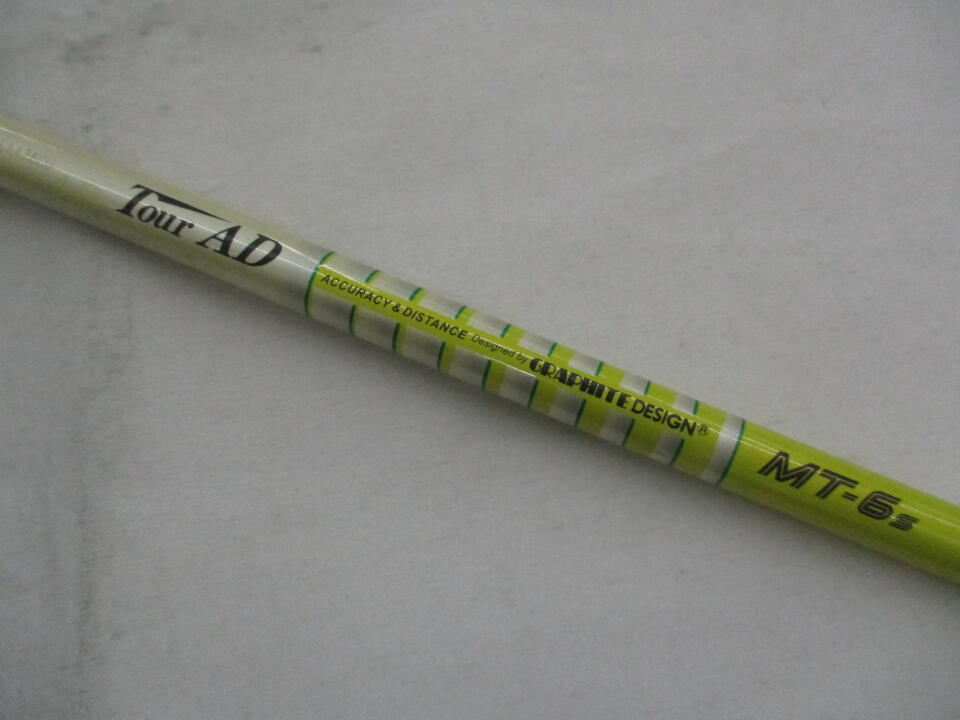 Tour AD
ACCURACY & DISTANCE Designed by GRAPHITE DESIGN®
MT-6s